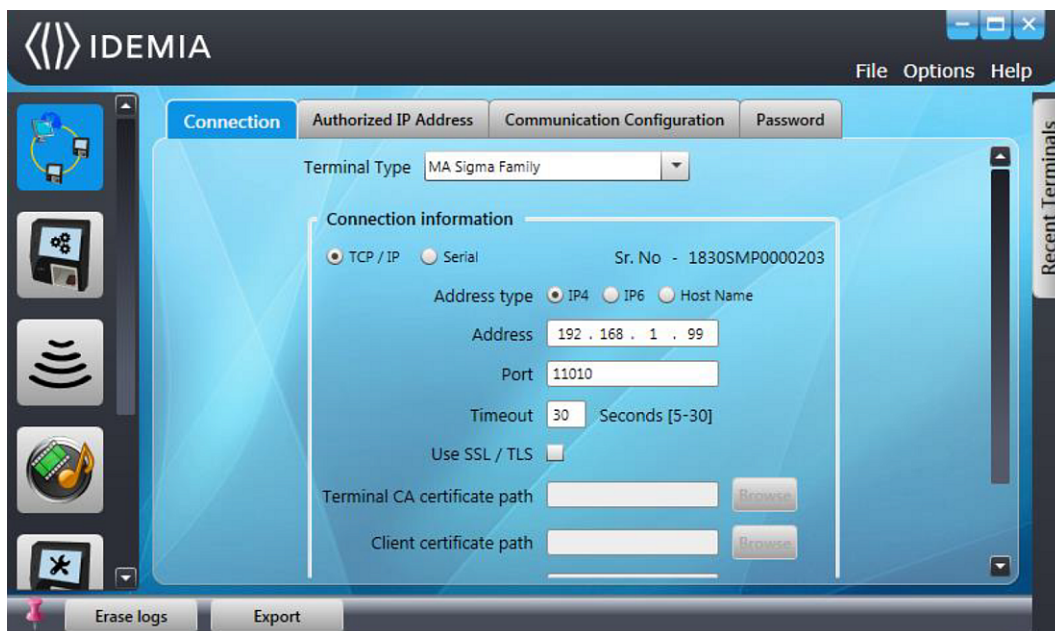 IDEMIA
File Options Help
Connection Authorized IP Address Communication Configuration Password
Recent Terminals
Terminal Type MA Sigma Family
Connection information
TCP / IP Serial Sr. No - 1830SMP0000203
Address type IP4 IP6 Host Name
Address 192 . 168 . 1 . 99
Port 11010
Timeout 30 Seconds [5-30]
Use SSL / TLS
Terminal CA certificate path Browse
Client certificate path Browse
Erase logs Export